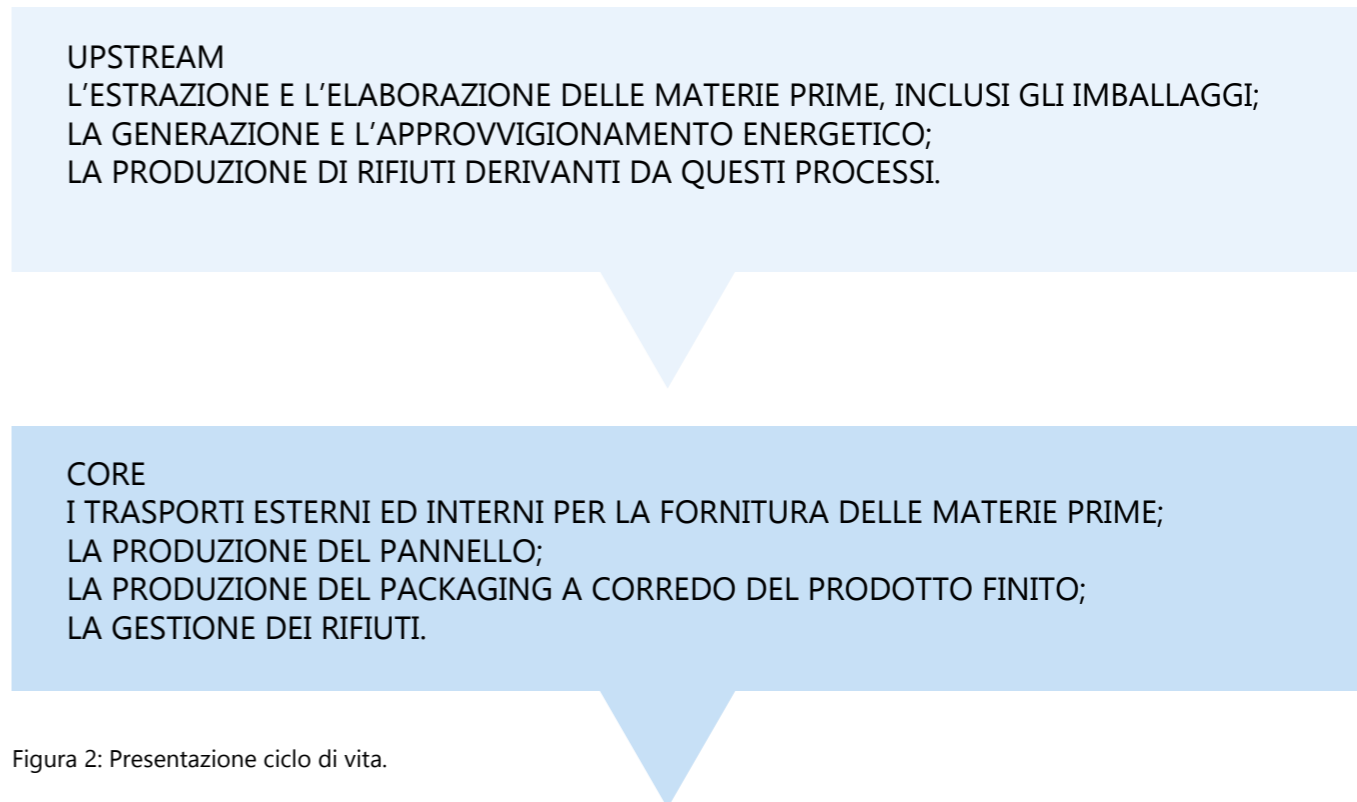 UPSTREAM
L’ESTRAZIONE E L’ELABORAZIONE DELLE MATERIE PRIME, INCLUSI GLI IMBALLAGGI;
LA GENERAZIONE E L’APPROVVIGIONAMENTO ENERGETICO;
LA PRODUZIONE DI RIFIUTI DERIVANTI DA QUESTI PROCESSI.
CORE
I TRASPORTI ESTERNI ED INTERNI PER LA FORNITURA DELLE MATERIE PRIME;
LA PRODUZIONE DEL PANNELLO;
LA PRODUZIONE DEL PACKAGING A CORREDO DEL PRODOTTO FINITO;
LA GESTIONE DEI RIFIUTI.
Figura 2: Presentazione ciclo di vita.